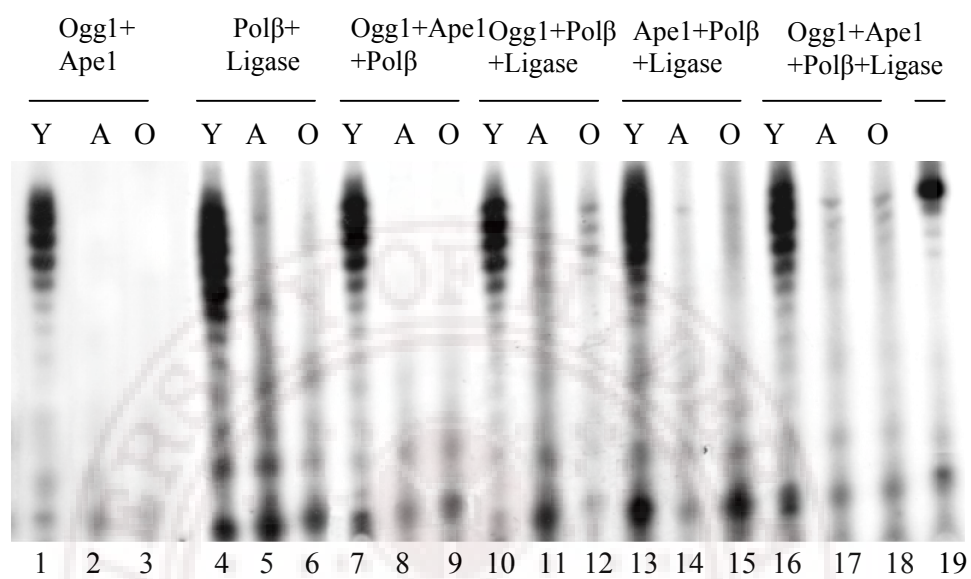 Ogg1+ Polβ+ Ogg1+Ape1 Ogg1+Polβ Ape1+Polβ Ogg1+Ape1
Ape1 Ligase +Polβ +Ligase +Ligase +Polβ+Ligase
Y A O Y A O Y A O Y A O Y A O Y A O
1 2 3 4 5 6 7 8 9 10 11 12 13 14 15 16 17 18 19